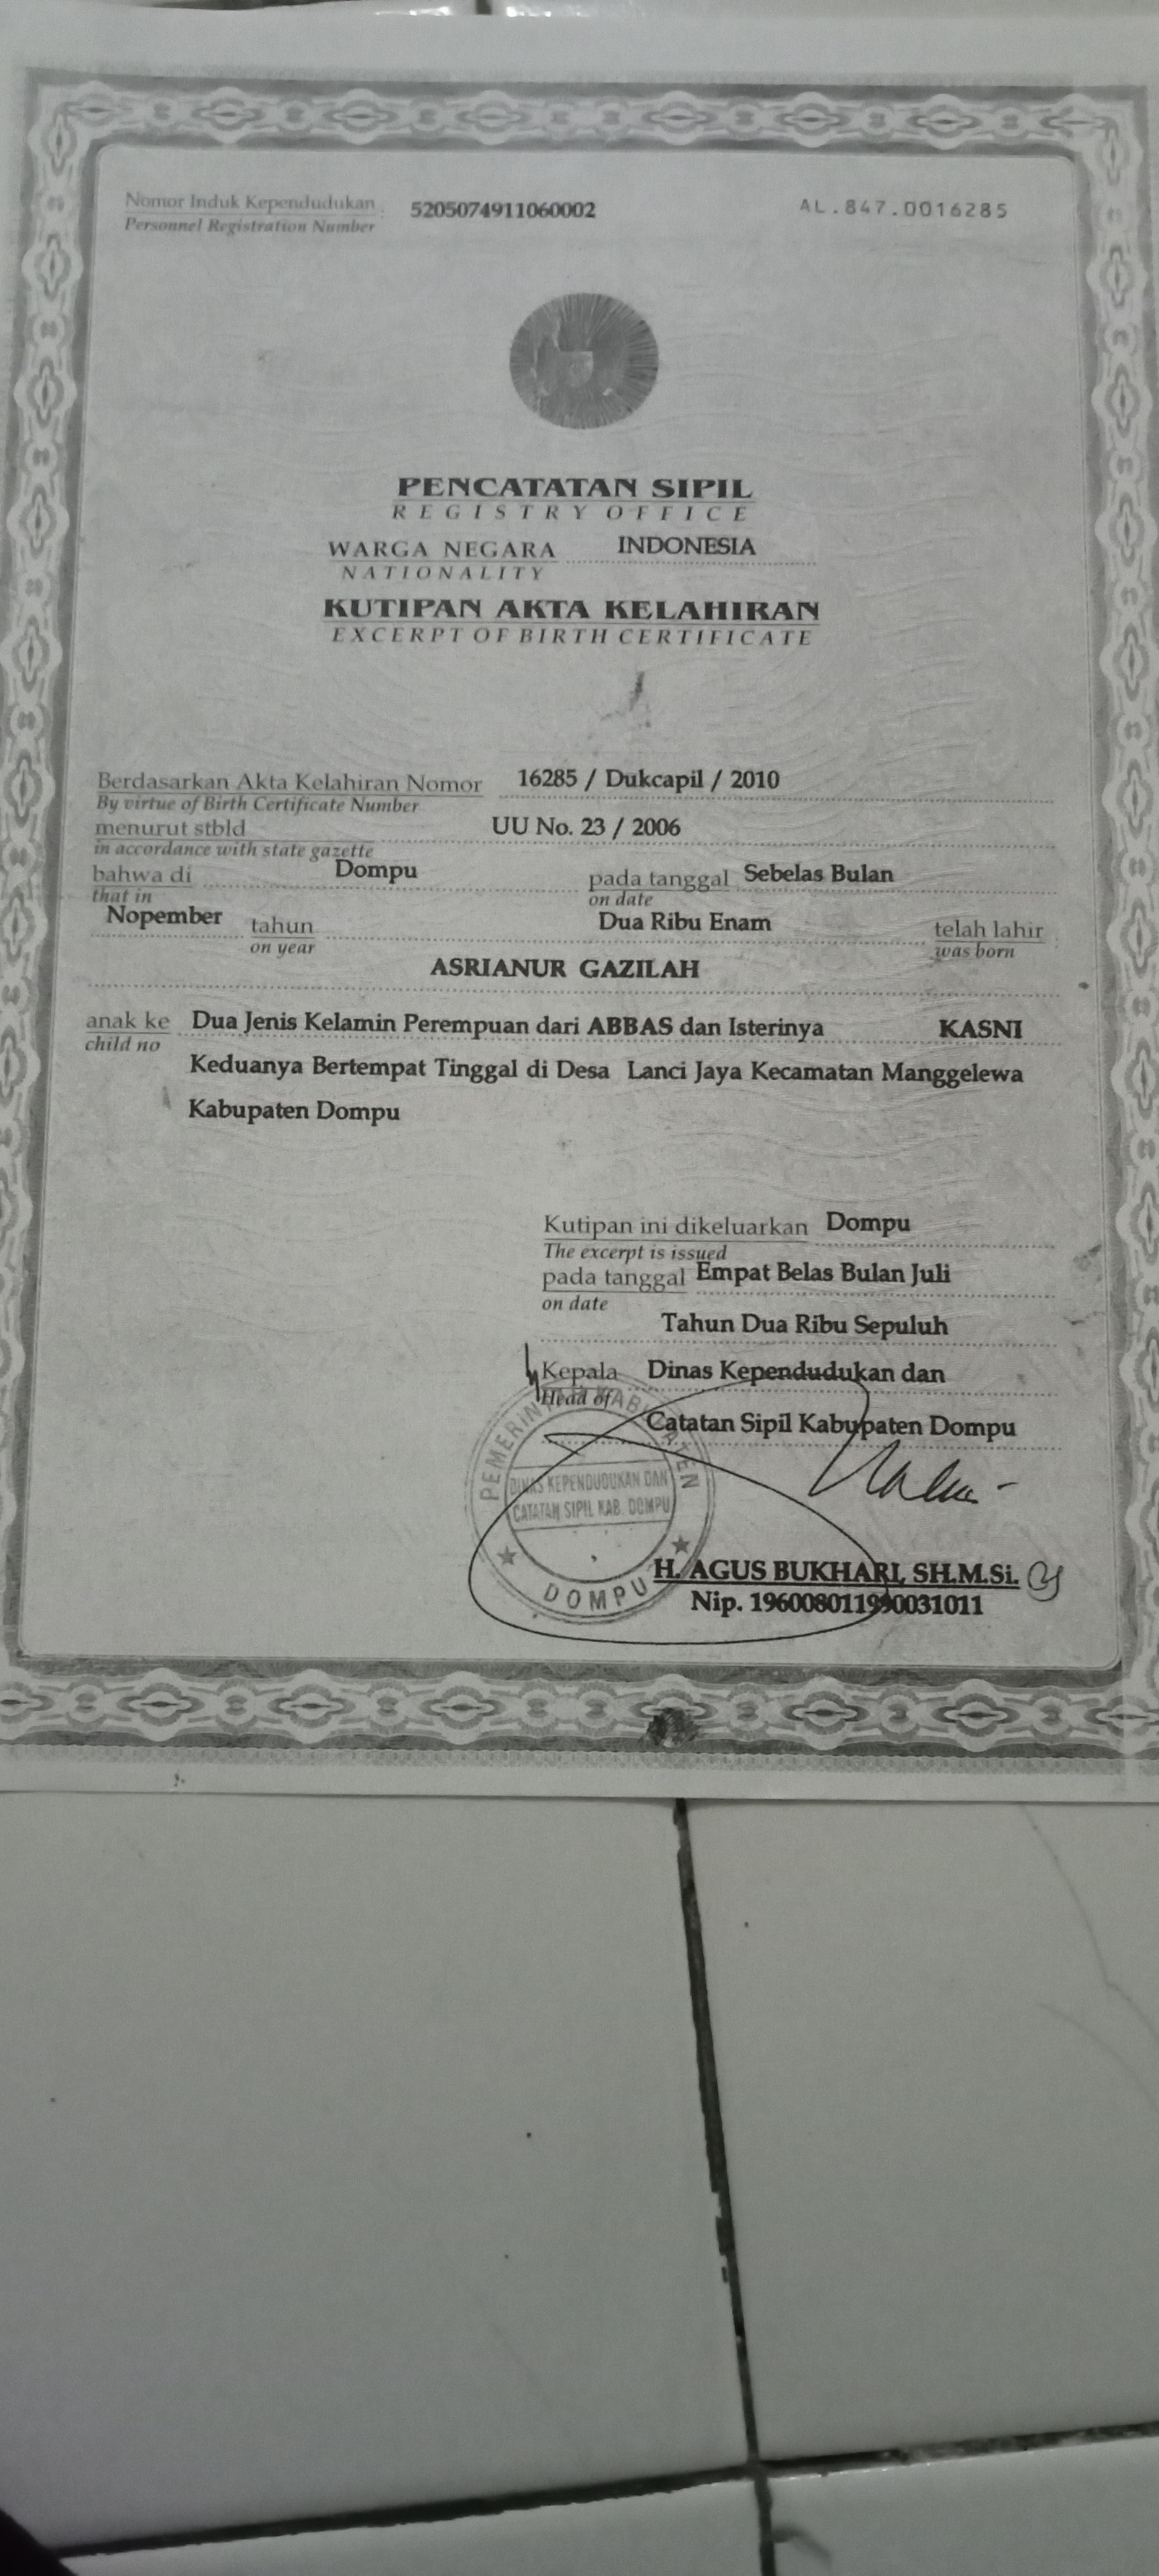 Nomor Induk Kependudukan : 5205074911060002 AL.847.0016285
Personnel Registration Number
PENCATATAN SIPIL
REGISTRY OFFICE
WARGA NEGARA INDONESIA
NATIONALITY
KUTIPAN AKTA KELAHIRAN
EXCERPT OF BIRTH CERTIFICATE
Berdasarkan Akta Kelahiran Nomor 16285 / Dukcapil / 2010
By virtue of Birth Certificate Number
menurut stbld UU No. 23 / 2006
in accordance with state gazette
bahwa di Dompu pada tanggal Sebelas Bulan
that in on date
Nopember tahun Dua Ribu Enam telah lahir
on year was born
ASRIANUR GAZILAH
anak ke Dua Jenis Kelamin Perempuan dari ABBAS dan Isterinya KASNI
child no
Keduanya Bertempat Tinggal di Desa Lanci Jaya Kecamatan Manggelewa
Kabupaten Dompu
Kutipan ini dikeluarkan Dompu
The excerpt is issued
pada tanggal Empat Belas Bulan Juli
on date
Tahun Dua Ribu Sepuluh
Kepala Dinas Kependudukan dan
Head of
Catatan Sipil Kabupaten Dompu
PEMERINTAH KABUPATEN
DINAS KEPENDUDUKAN DAN
CATATAN SIPIL KAB. DOMPU
DOMPU
H. AGUS BUKHARI, SH.M.Si.
Nip. 196008011990031011